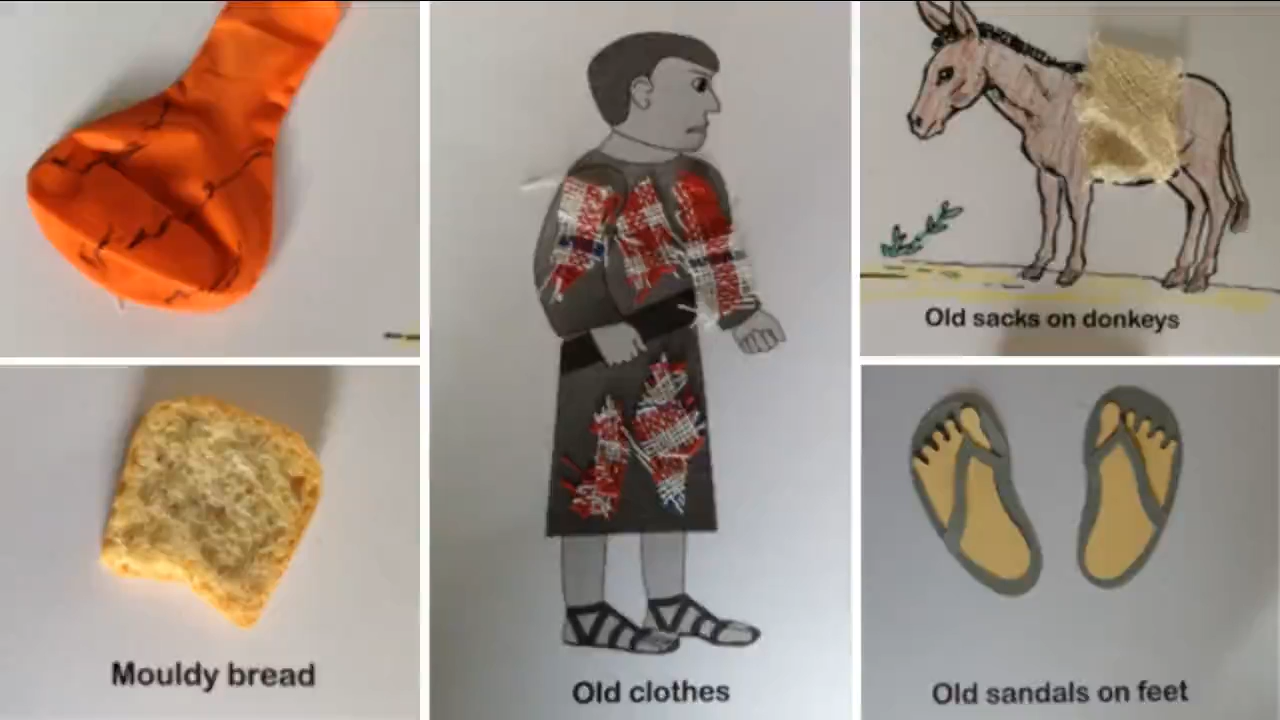 Mouldy bread
Old clothes
Old sacks on donkeys
Old sandals on feet